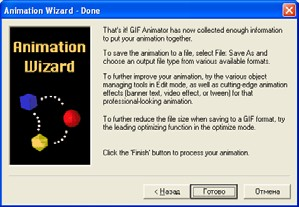 Animation Wizard - Done
Animation
Wizard
That's it! GIF Animator has now collected enough information
to put your animation together.
To save the animation to a file, select File: Save As and
choose an output file type from various available formats.
To further improve your animation, try the various object
managing tools in Edit mode, as well as cutting-edge animation
effects (banner text, video effect, or tween) for that
professional-looking animation.
To further reduce the file size when saving to a GIF format, try
the leading optimizing function in the optimize mode.
Click the 'Finish' button to process your animation.
< Назад
Готово
Отмена